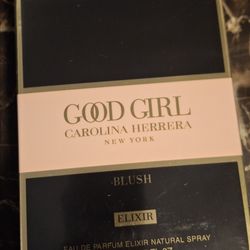 GOOD GIRL
CAROLINA HERRERA
NEW YORK
BLUSH
ELIXIR
EAU DE PARFUM ELIXIR NATURAL SPRAY